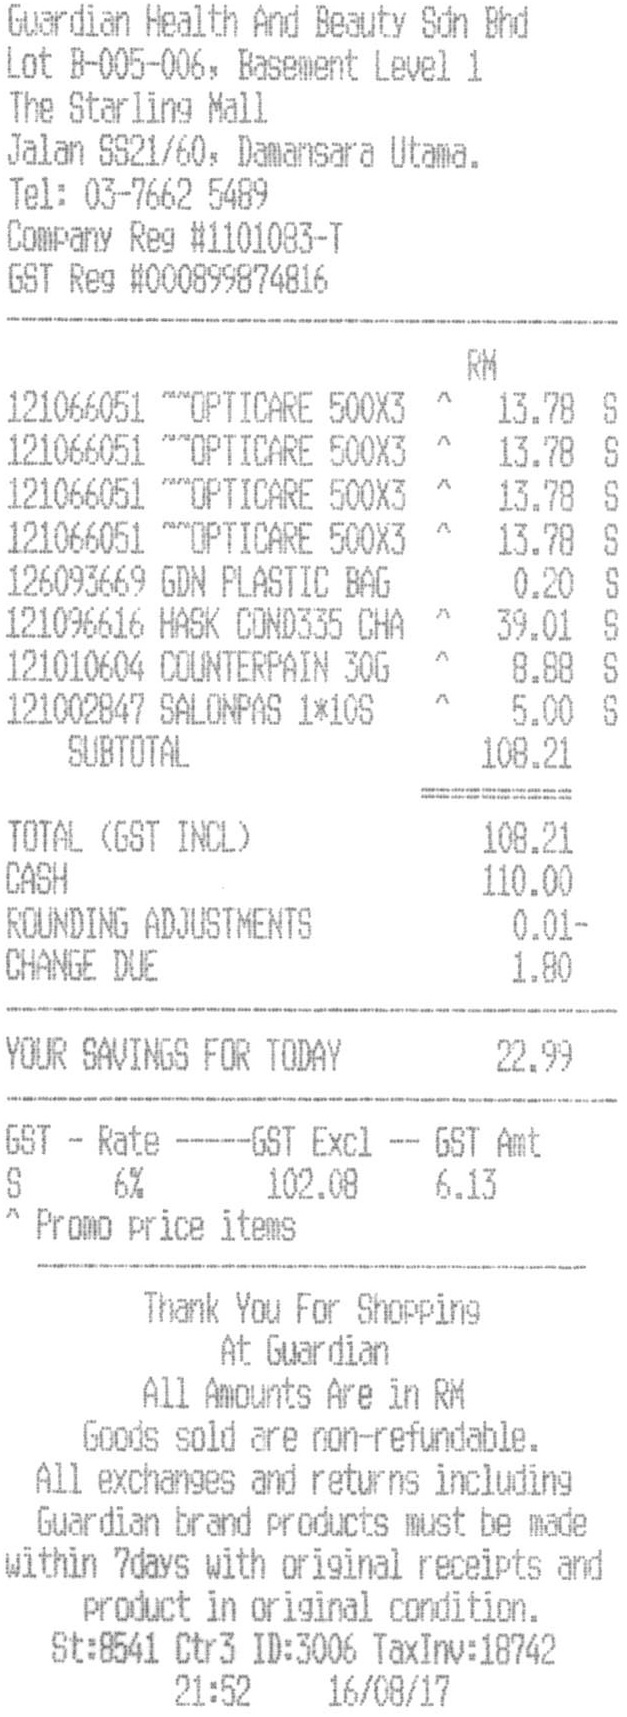 Guardian Health And Beauty Sdn Bhd
Lot B-005-006, Basement Level 1
The Starling Mall
Jalan SS21/60, Damansara Utama.
Tel: 03-7662 5489
Company Reg #1101083-T
GST Reg #000899874816
RM
121066051 ~~OPTICARE 500X3 ^ 13.78 S
121066051 ~~OPTICARE 500X3 ^ 13.78 S
121066051 ~~OPTICARE 500X3 ^ 13.78 S
121066051 ~~OPTICARE 500X3 ^ 13.78 S
126093669 GDN PLASTIC BAG 0.20 S
121096616 HASK COND335 CHA ^ 39.01 S
121010604 COUNTERPAIN 30G ^ 8.88 S
121002847 SALONPAS 1*10S ^ 5.00 S
SUBTOTAL 108.21
TOTAL (GST INCL) 108.21
CASH 110.00
ROUNDING ADJUSTMENTS 0.01-
CHANGE DUE 1.80
YOUR SAVINGS FOR TODAY 22.99
GST - Rate -----GST Excl -- GST Amt
S 6% 102.08 6.13
^ Promo price items
Thank You For Shopping
At Guardian
All Amounts Are in RM
Goods sold are non-refundable.
All exchanges and returns including
Guardian brand products must be made
within 7days with original receipts and
product in original condition.
St:8541 Ctr3 ID:3006 TaxInv:18742
21:52 16/08/17